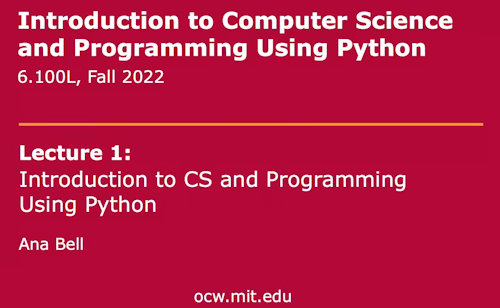 Introduction to Computer Science
and Programming Using Python
6.100L, Fall 2022
Lecture 1:
Introduction to CS and Programming
Using Python
Ana Bell
ocw.mit.edu